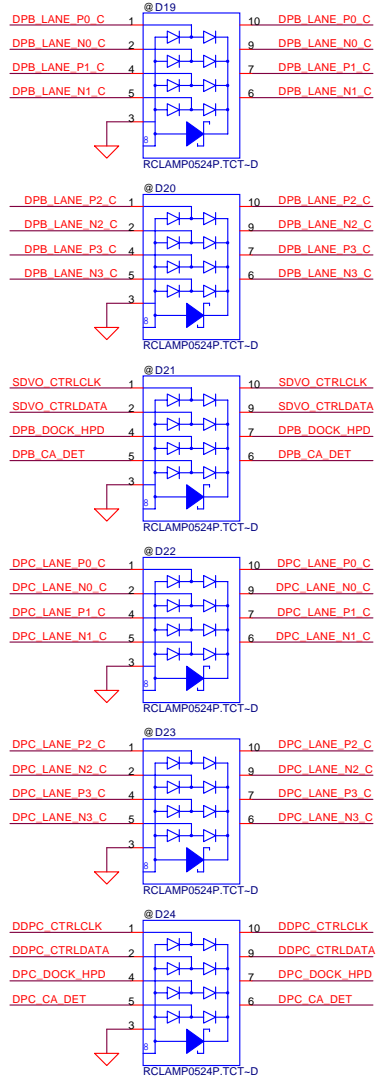 @D19
DPB_LANE_P0_C 1 10 DPB_LANE_P0_C
DPB_LANE_N0_C 2 9 DPB_LANE_N0_C
DPB_LANE_P1_C 4 7 DPB_LANE_P1_C
DPB_LANE_N1_C 5 6 DPB_LANE_N1_C
3
8
RCLAMP0524P.TCT~D
@D20
DPB_LANE_P2_C 1 10 DPB_LANE_P2_C
DPB_LANE_N2_C 2 9 DPB_LANE_N2_C
DPB_LANE_P3_C 4 7 DPB_LANE_P3_C
DPB_LANE_N3_C 5 6 DPB_LANE_N3_C
3
8
RCLAMP0524P.TCT~D
@D21
SDVO_CTRLCLK 1 10 SDVO_CTRLCLK
SDVO_CTRLDATA 2 9 SDVO_CTRLDATA
DPB_DOCK_HPD 4 7 DPB_DOCK_HPD
DPB_CA_DET 5 6 DPB_CA_DET
3
8
RCLAMP0524P.TCT~D
@D22
DPC_LANE_P0_C 1 10 DPC_LANE_P0_C
DPC_LANE_N0_C 2 9 DPC_LANE_N0_C
DPC_LANE_P1_C 4 7 DPC_LANE_P1_C
DPC_LANE_N1_C 5 6 DPC_LANE_N1_C
3
8
RCLAMP0524P.TCT~D
@D23
DPC_LANE_P2_C 1 10 DPC_LANE_P2_C
DPC_LANE_N2_C 2 9 DPC_LANE_N2_C
DPC_LANE_P3_C 4 7 DPC_LANE_P3_C
DPC_LANE_N3_C 5 6 DPC_LANE_N3_C
3
8
RCLAMP0524P.TCT~D
@D24
DDPC_CTRLCLK 1 10 DDPC_CTRLCLK
DDPC_CTRLDATA 2 9 DDPC_CTRLDATA
DPC_DOCK_HPD 4 7 DPC_DOCK_HPD
DPC_CA_DET 5 6 DPC_CA_DET
3
8
RCLAMP0524P.TCT~D